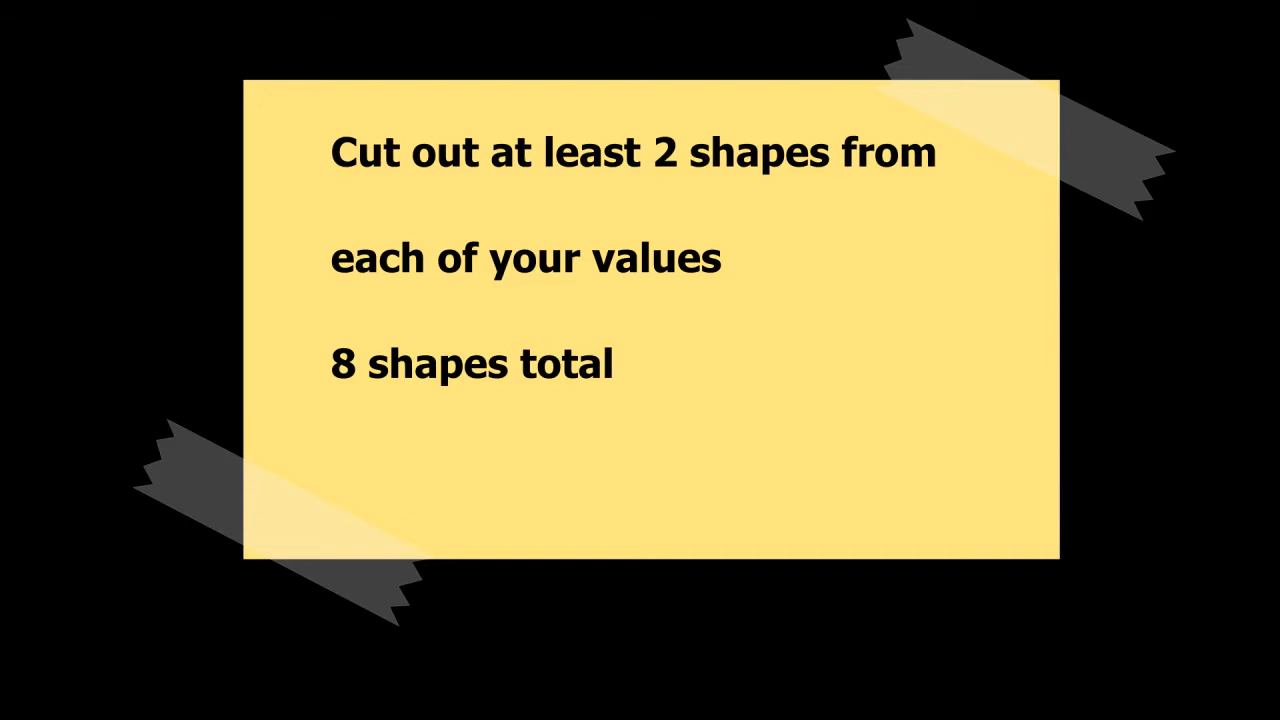 Cut out at least 2 shapes from
each of your values
8 shapes total